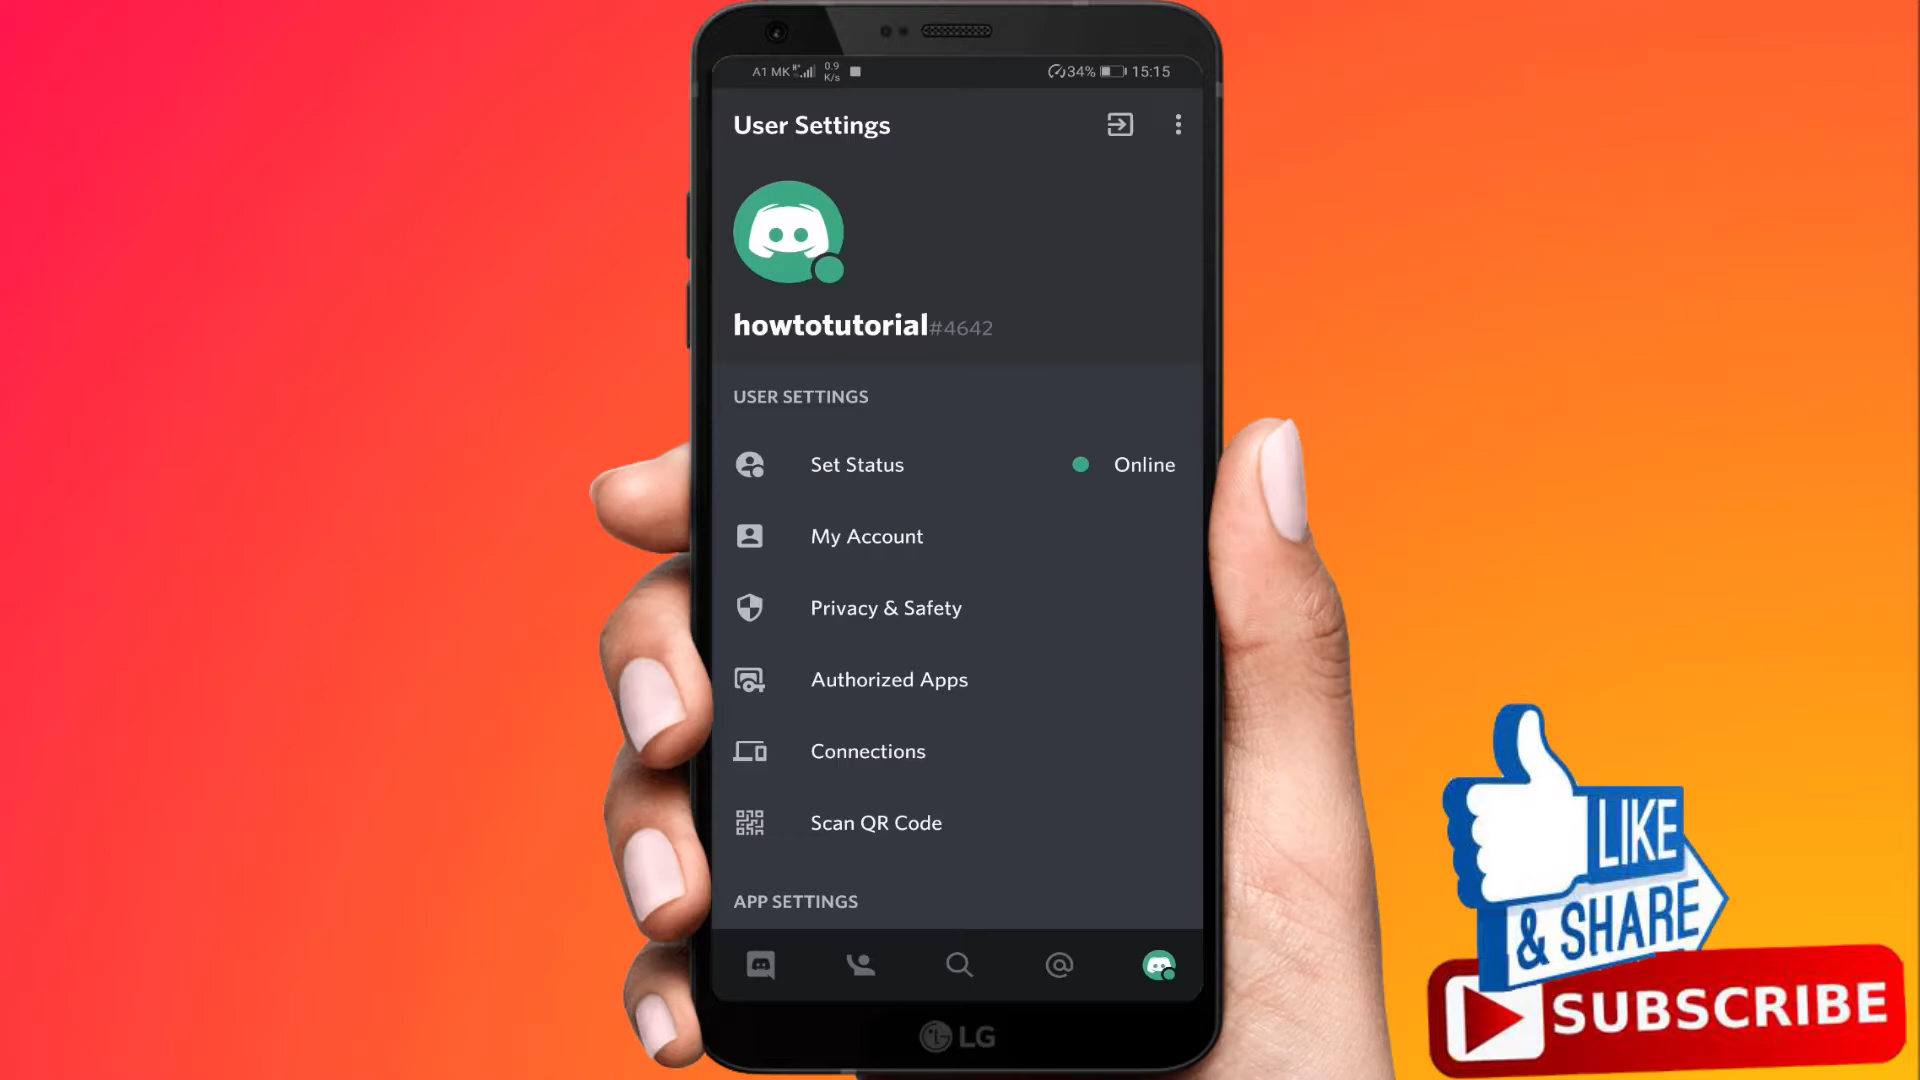 A1 MK 0.9 K/s 34% 15:15
User Settings
howtotutorial#4642
USER SETTINGS
Set Status Online
My Account
Privacy & Safety
Authorized Apps
Connections
Scan QR Code
APP SETTINGS
LG
LIKE
& SHARE
SUBSCRIBE